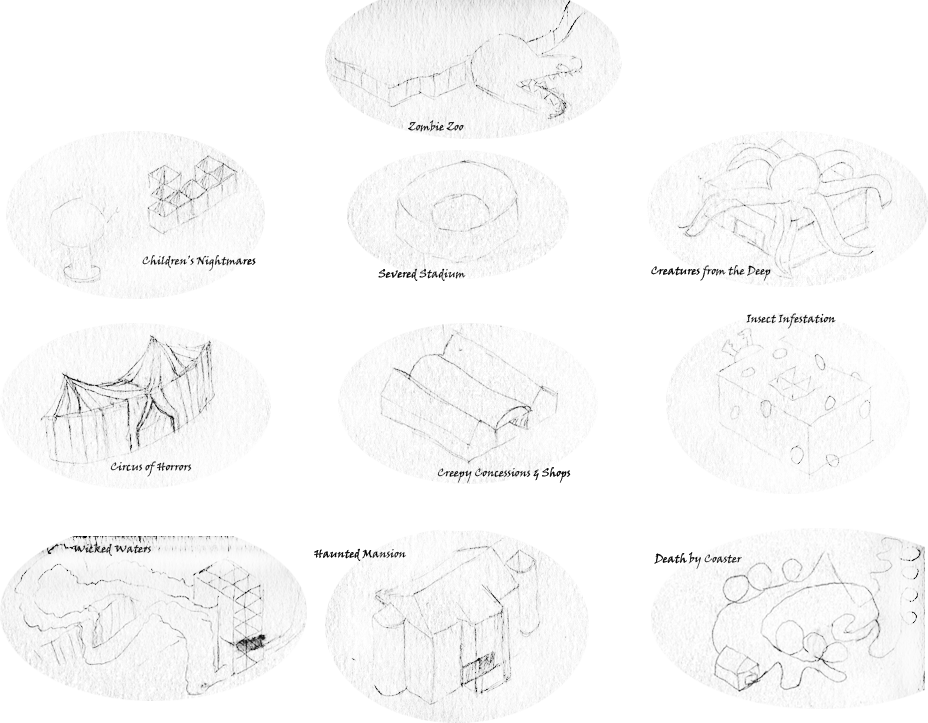 Zombie Zoo
Children's Nightmares
Severed Stadium
Creatures from the Deep
Insect Infestation
Circus of Horrors
Creepy Concessions & Shops
Wicked Waters
Haunted Mansion
Death by Coaster